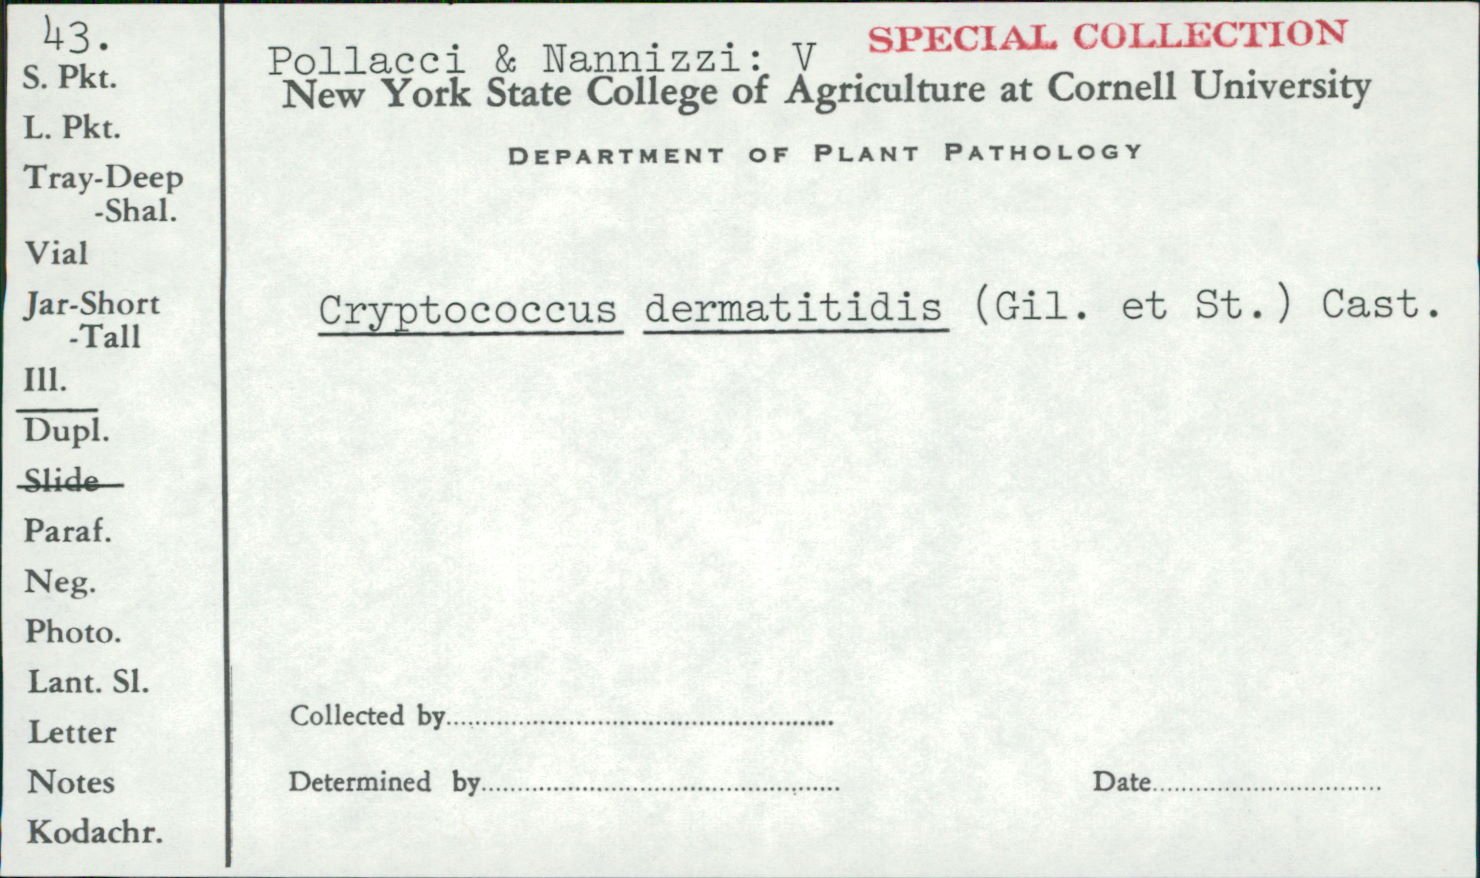 43.
S. Pkt.
L. Pkt.
Tray-Deep
-Shal.
Vial
Jar-Short
-Tall
Ill.
Dupl.
Slide
Paraf.
Neg.
Photo.
Lant. Sl.
Letter
Notes
Kodachr.
SPECIAL COLLECTION
Pollacci & Nannizzi: V
New York State College of Agriculture at Cornell University
DEPARTMENT OF PLANT PATHOLOGY
Cryptococcus dermatitidis (Gil. et St.) Cast.
Collected by
Determined by Date